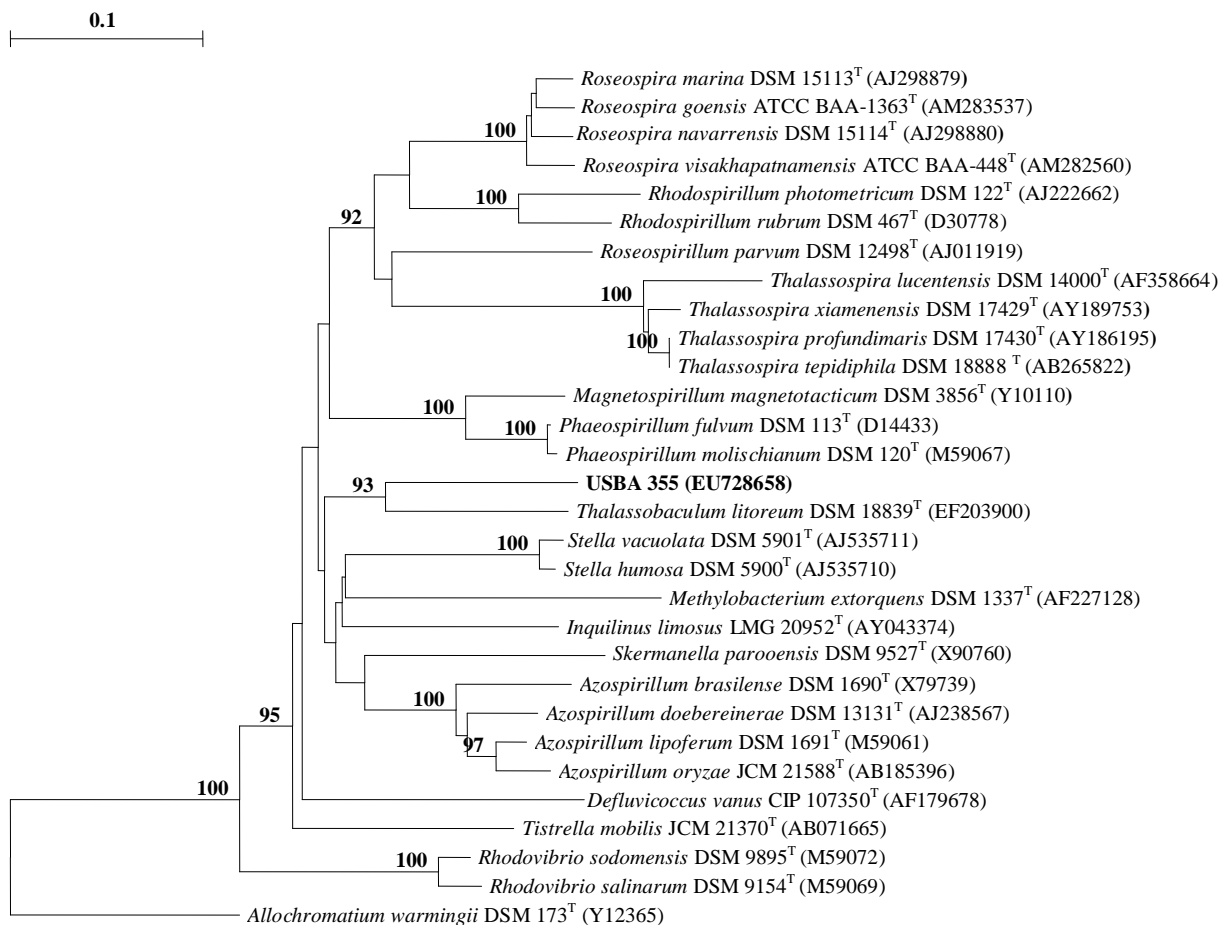 0.1
Roseospira marina DSM 15113T (AJ298879)
Roseospira goensis ATCC BAA-1363T (AM283537)
100
Roseospira navarrensis DSM 15114T (AJ298880)
Roseospira visakhapatnamensis ATCC BAA-448T (AM282560)
Rhodospirillum photometricum DSM 122T (AJ222662)
100
Rhodospirillum rubrum DSM 467T (D30778)
92
Roseospirillum parvum DSM 12498T (AJ011919)
Thalassospira lucentensis DSM 14000T (AF358664)
100
Thalassospira xiamenensis DSM 17429T (AY189753)
100
Thalassospira profundimaris DSM 17430T (AY186195)
Thalassospira tepidiphila DSM 18888 T (AB265822)
Magnetospirillum magnetotacticum DSM 3856T (Y10110)
100
Phaeospirillum fulvum DSM 113T (D14433)
100
Phaeospirillum molischianum DSM 120T (M59067)
USBA 355 (EU728658)
93
Thalassobaculum litoreum DSM 18839T (EF203900)
Stella vacuolata DSM 5901T (AJ535711)
100
Stella humosa DSM 5900T (AJ535710)
Methylobacterium extorquens DSM 1337T (AF227128)
Inquilinus limosus LMG 20952T (AY043374)
Skermanella parooensis DSM 9527T (X90760)
Azospirillum brasilense DSM 1690T (X79739)
100
Azospirillum doebereinerae DSM 13131T (AJ238567)
95
Azospirillum lipoferum DSM 1691T (M59061)
97
Azospirillum oryzae JCM 21588T (AB185396)
100
Defluvicoccus vanus CIP 107350T (AF179678)
Tistrella mobilis JCM 21370T (AB071665)
Rhodovibrio sodomensis DSM 9895T (M59072)
100
Rhodovibrio salinarum DSM 9154T (M59069)
Allochromatium warmingii DSM 173T (Y12365)